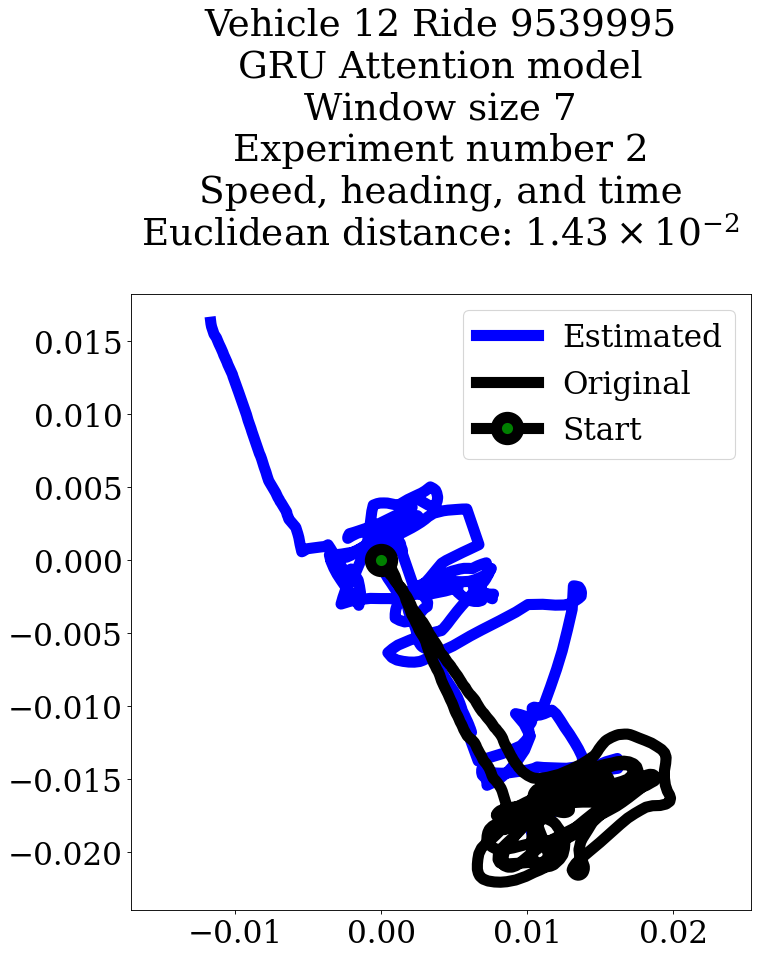 Vehicle 12 Ride 9539995
GRU Attention model
Window size 7
Experiment number 2
Speed, heading, and time
Euclidean distance: 1.43 × 10⁻²
Estimated
Original
Start
0.015
0.010
0.005
0.000
−0.005
−0.010
−0.015
−0.020
−0.01 0.00 0.01 0.02